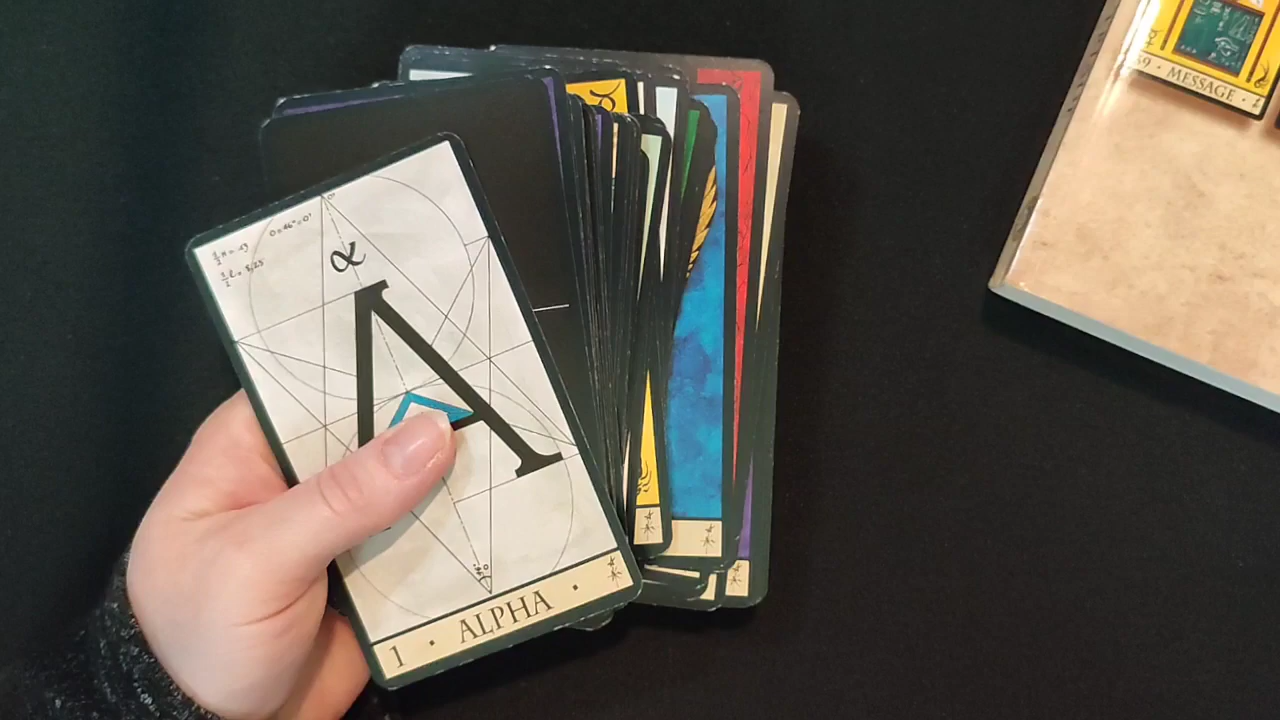 α
A
1 · ALPHA ·
59 · MESSAGE ·